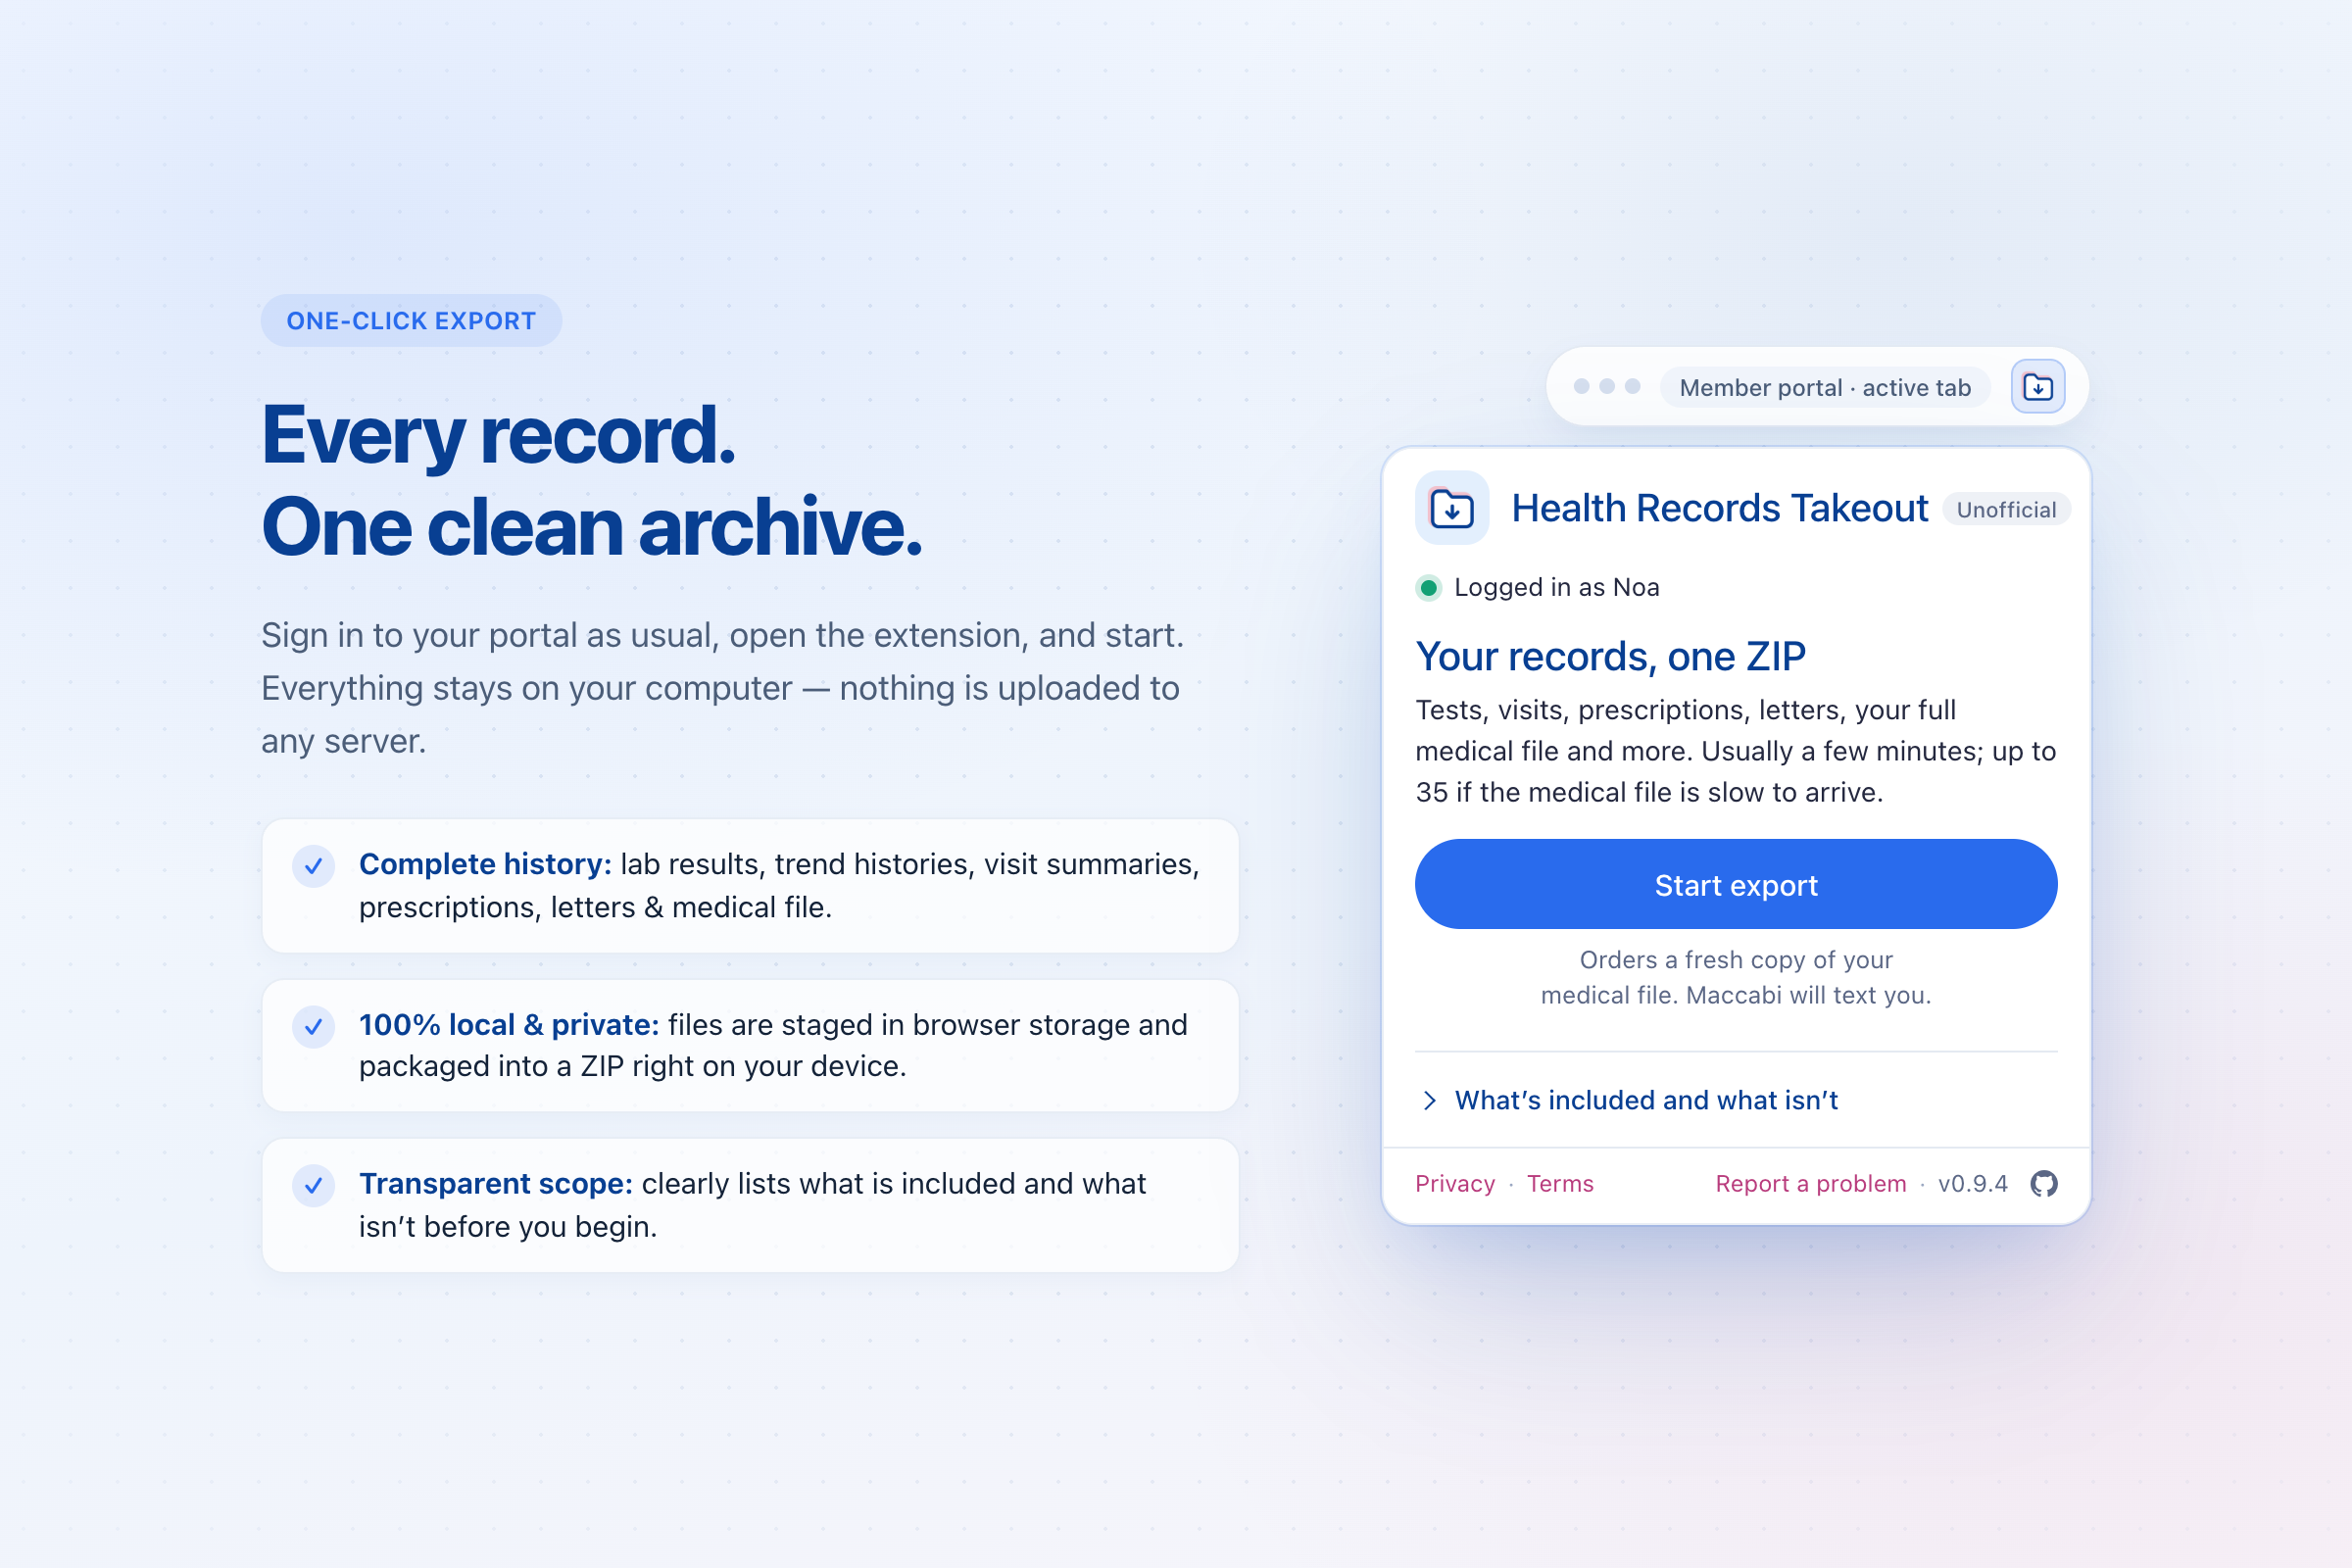 ONE-CLICK EXPORT
Every record.
One clean archive.
Sign in to your portal as usual, open the extension, and start.
Everything stays on your computer — nothing is uploaded to
any server.
Complete history: lab results, trend histories, visit summaries,
prescriptions, letters & medical file.
100% local & private: files are staged in browser storage and
packaged into a ZIP right on your device.
Transparent scope: clearly lists what is included and what
isn’t before you begin.
Member portal · active tab
Health Records Takeout Unofficial
Logged in as Noa
Your records, one ZIP
Tests, visits, prescriptions, letters, your full
medical file and more. Usually a few minutes; up to
35 if the medical file is slow to arrive.
Start export
Orders a fresh copy of your
medical file. Maccabi will text you.
What’s included and what isn’t
Privacy · Terms Report a problem · v0.9.4